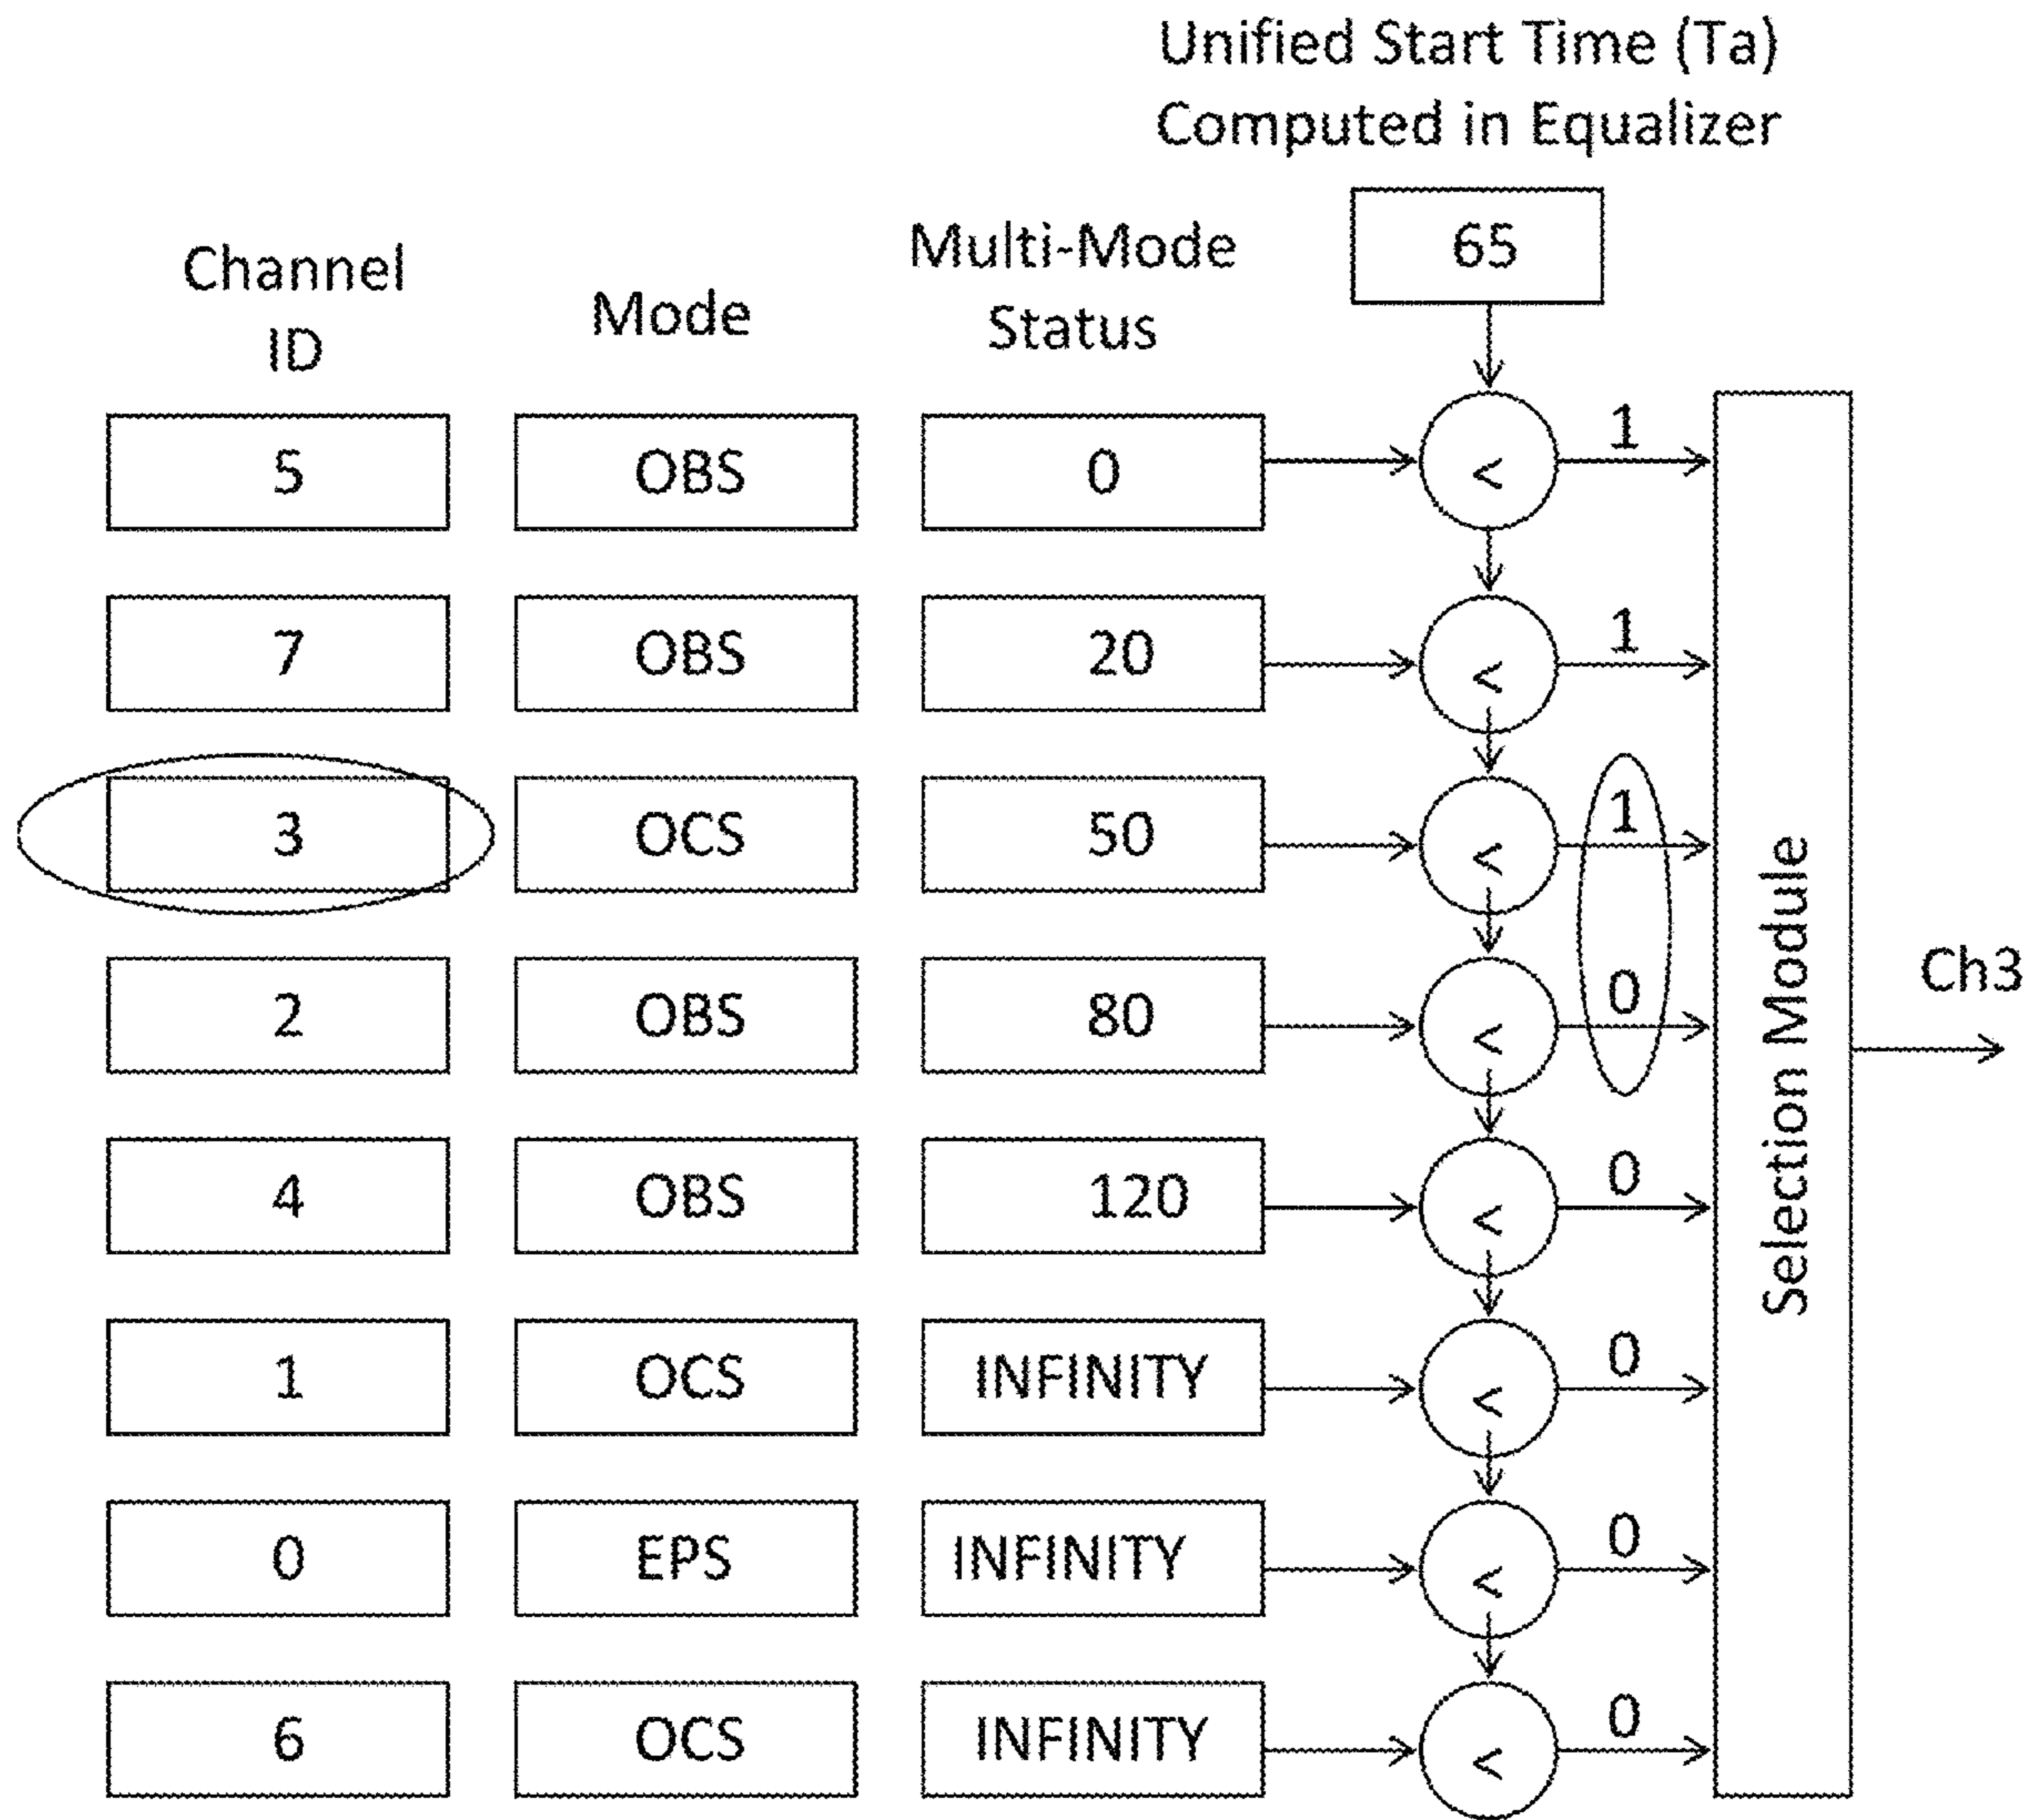 Unified Start Time (Ta)
Computed in Equalizer
65
Channel
ID
Mode
Multi-Mode
Status
5 OBS 0 < 1
7 OBS 20 < 1
3 OCS 50 < 1
2 OBS 80 < 0
4 OBS 120 < 0
1 OCS INFINITY < 0
0 EPS INFINITY < 0
6 OCS INFINITY < 0
Selection Module
Ch3